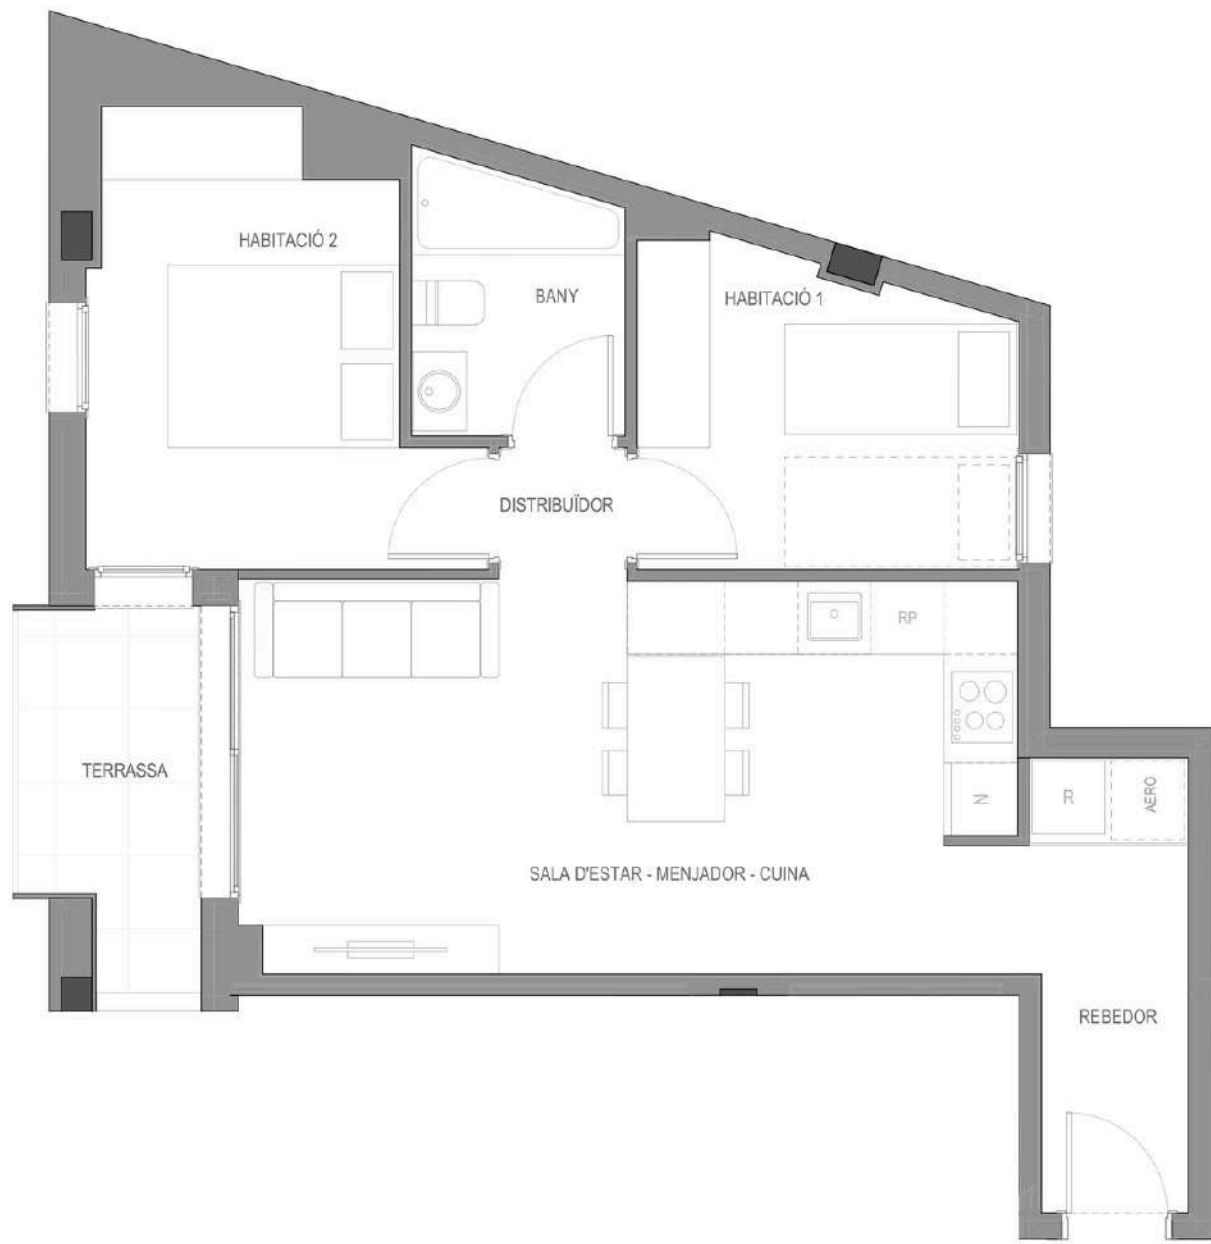 HABITACIÓ 2
BANY
HABITACIÓ 1
DISTRIBUÏDOR
RP
TERRASSA
N
R
AERO
SALA D'ESTAR - MENJADOR - CUINA
REBEDOR